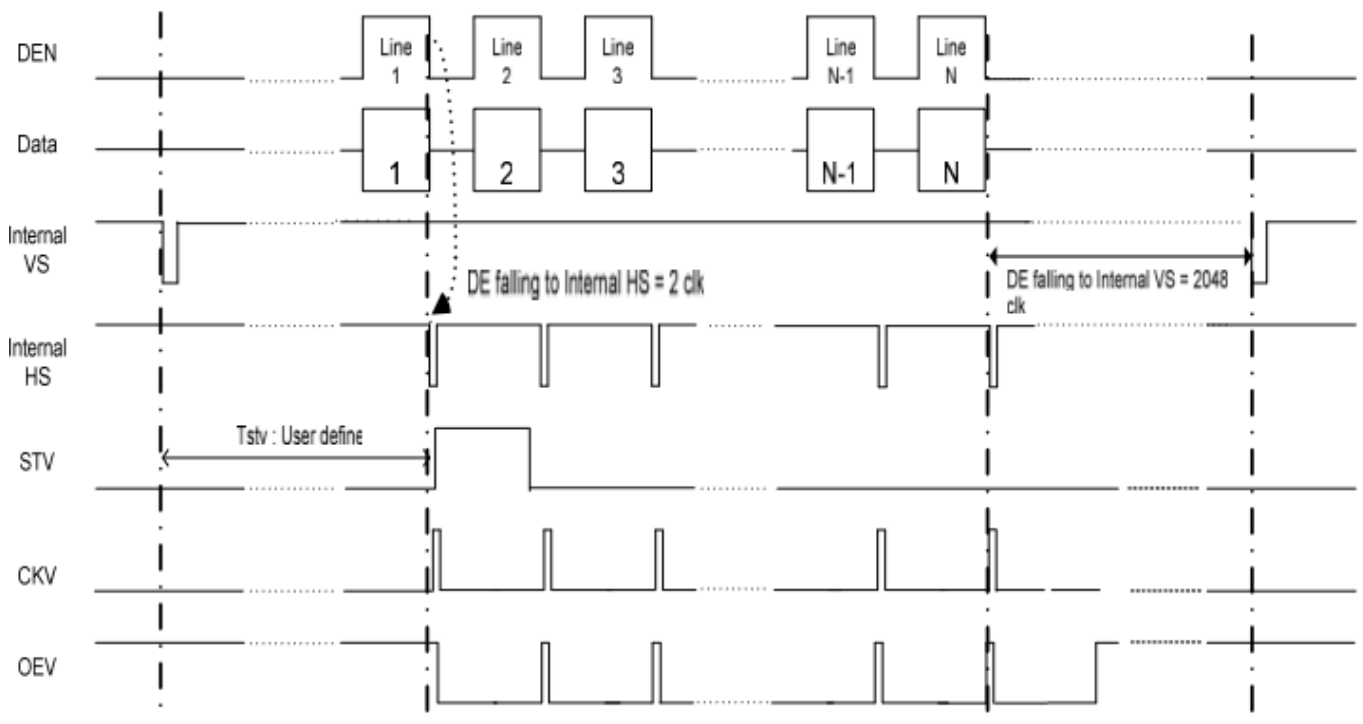 DEN
Line
1
Line
2
Line
3
Line
N-1
Line
N
Data
1
2
3
N-1
N
Internal
VS
DE falling to Internal HS = 2 clk
DE falling to Internal VS = 2048
clk
Internal
HS
Tstv : User define
STV
CKV
OEV